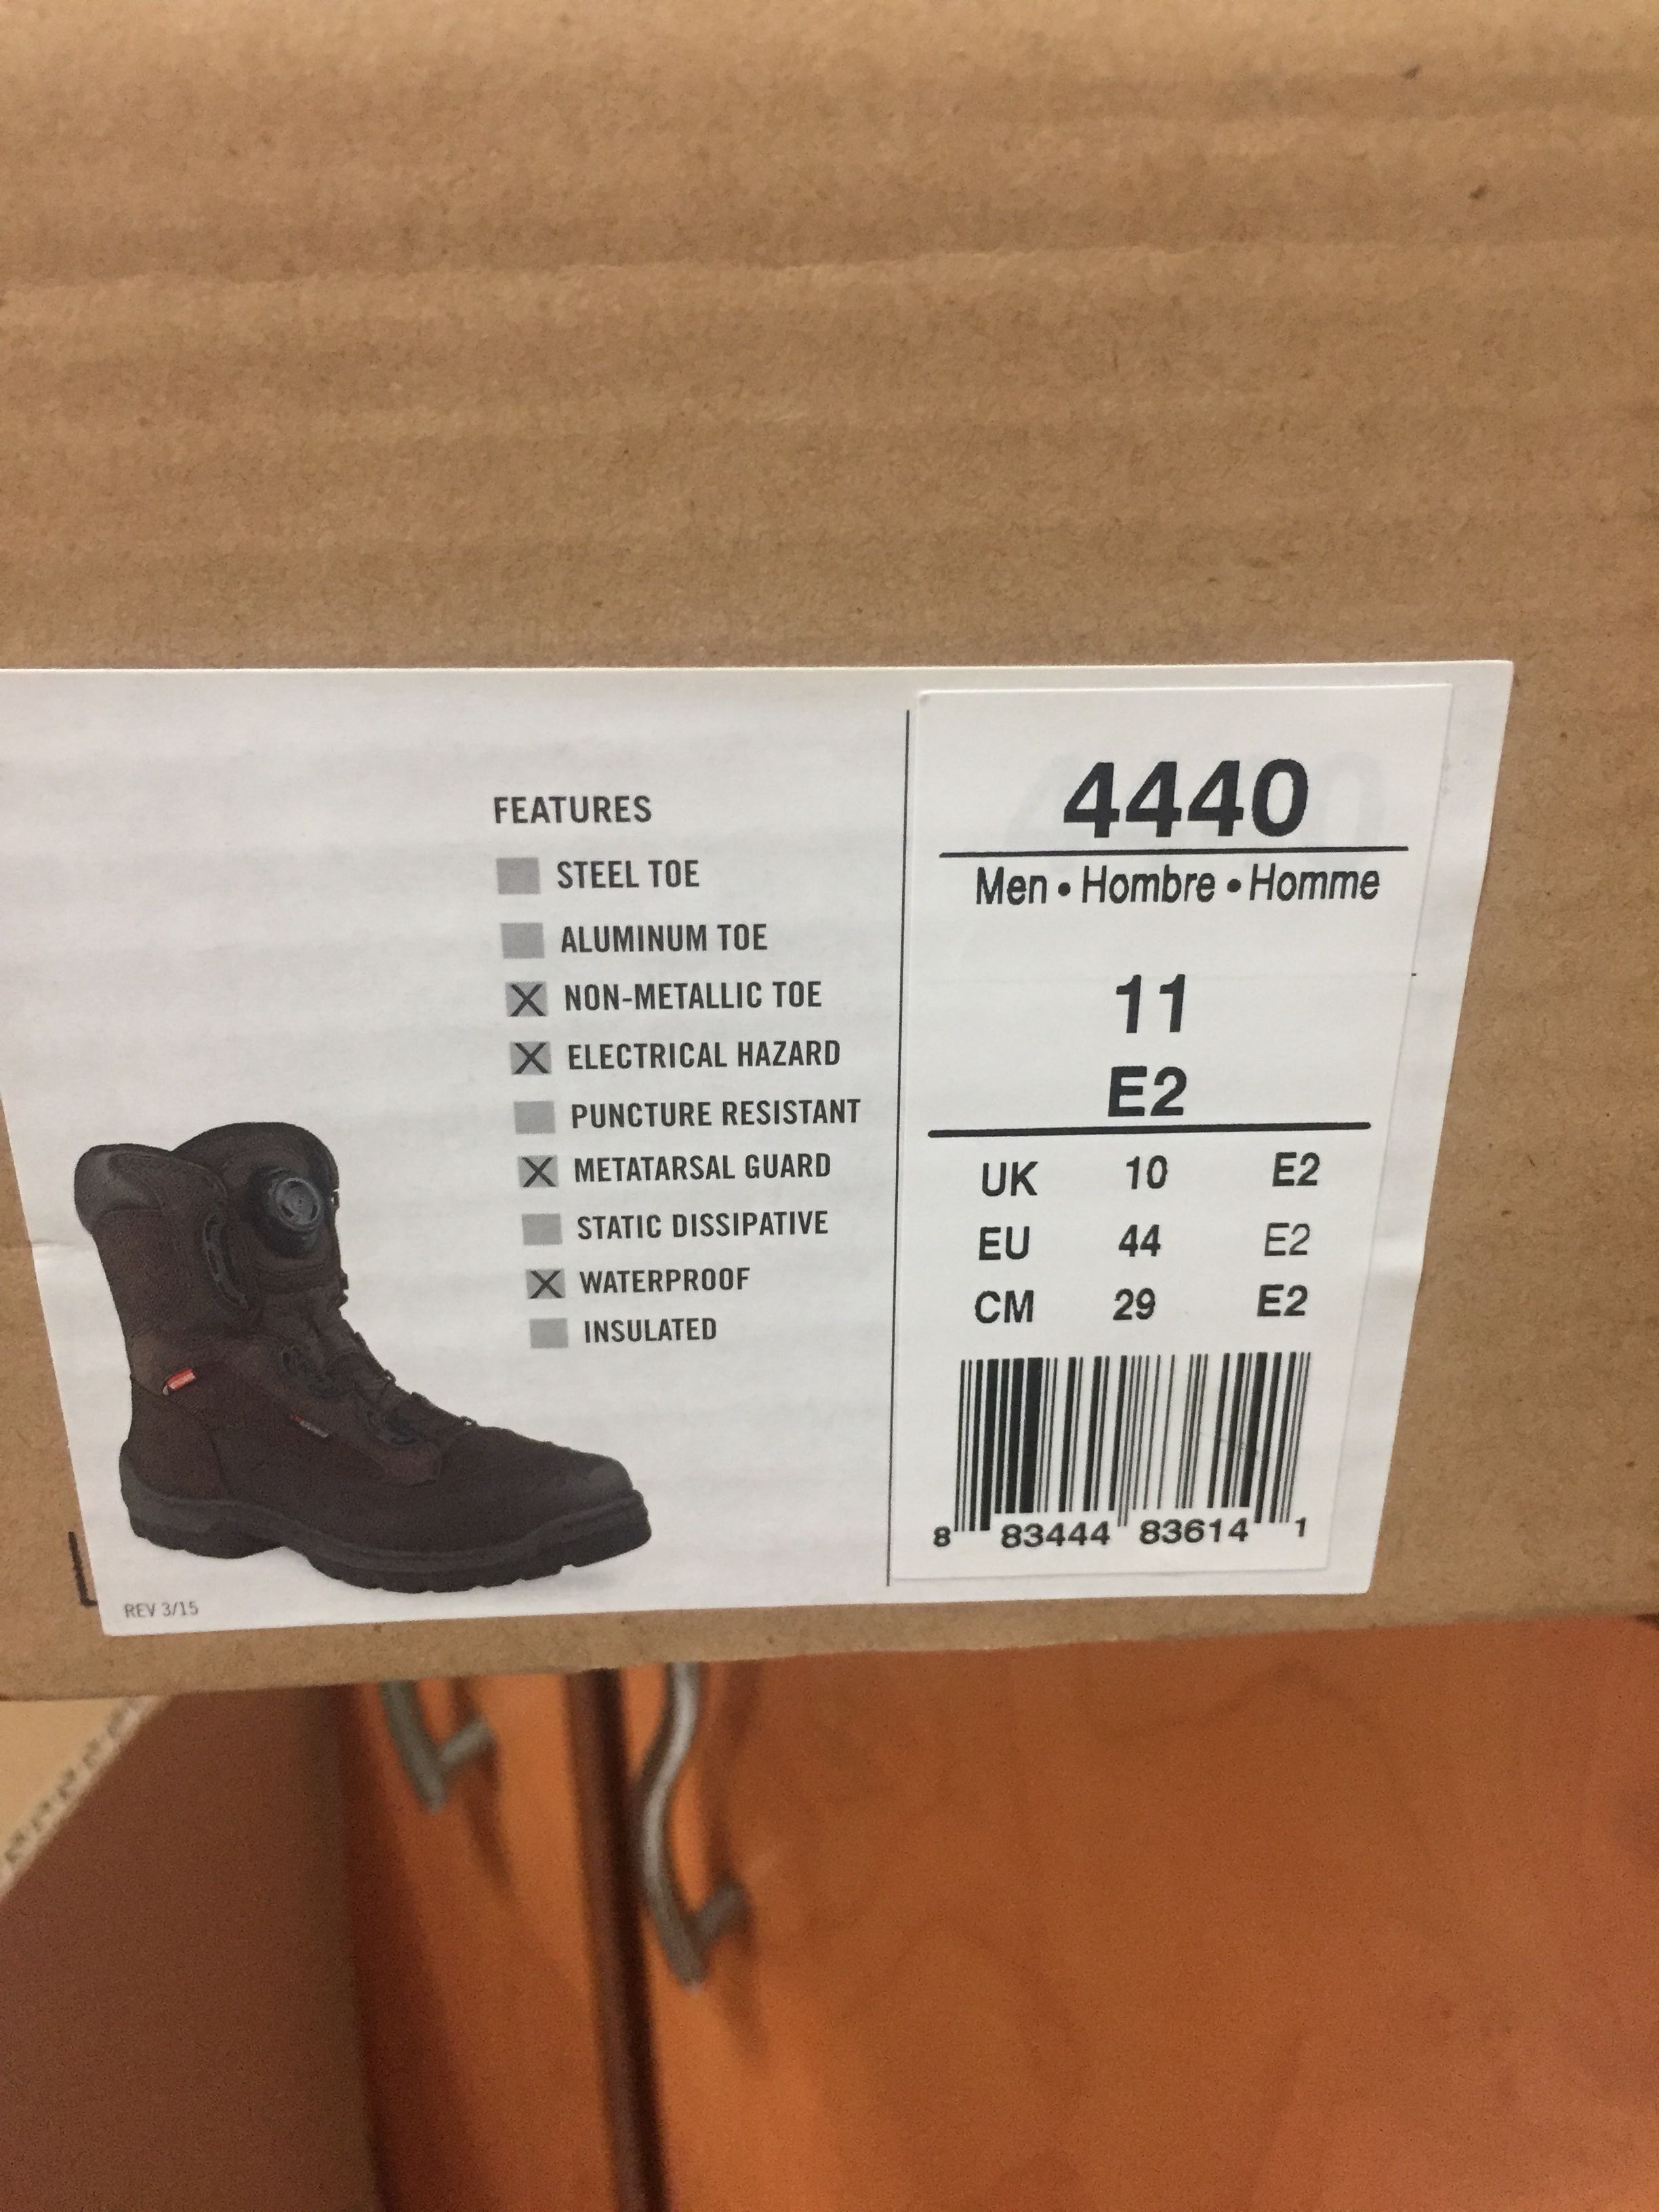 FEATURES
STEEL TOE
ALUMINUM TOE
NON-METALLIC TOE
ELECTRICAL HAZARD
PUNCTURE RESISTANT
METATARSAL GUARD
STATIC DISSIPATIVE
WATERPROOF
INSULATED
REV 3/15
4440
Men • Hombre • Homme
11
E2
UK 10 E2
EU 44 E2
CM 29 E2
8 83444 83614 1